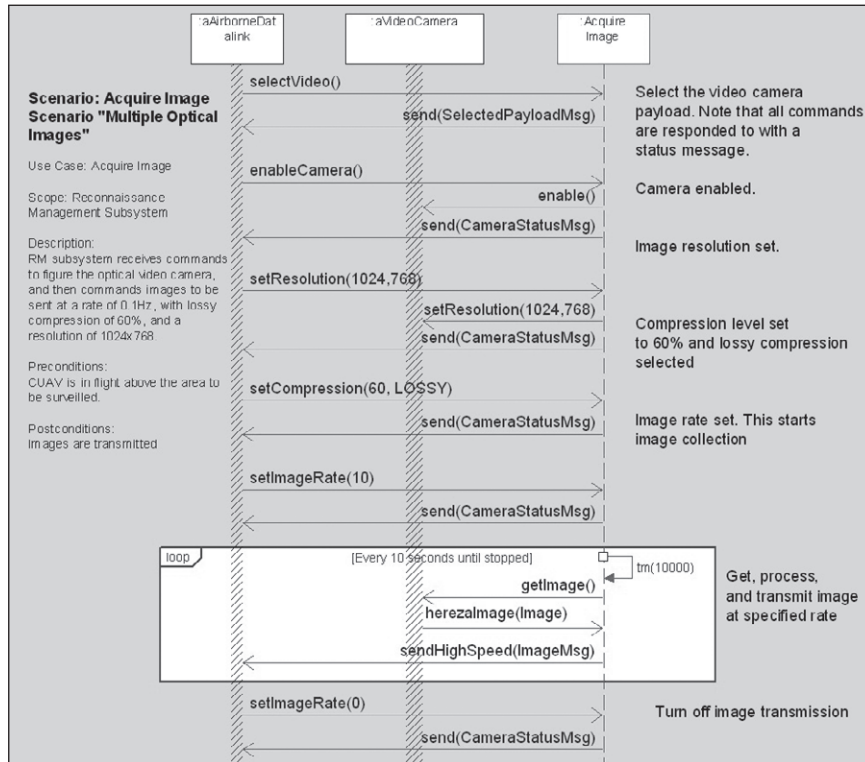 :aAirborneDat
alink
:aVideoCamera
:Acquire
Image
Scenario: Acquire Image
Scenario "Multiple Optical
Images"
Use Case: Acquire Image
Scope: Reconnaissance
Management Subsystem
Description:
RM subsystem receives commands
to figure the optical video camera,
and then commands images to be
sent at a rate of 0.1Hz, with lossy
compression of 60%, and a
resolution of 1024x768.
Preconditions:
CUAV is in flight above the area to
be surveilled.
Postconditions:
Images are transmitted
selectVideo()
send(SelectedPayloadMsg)
enableCamera()
enable()
send(CameraStatusMsg)
setResolution(1024,768)
setResolution(1024,768)
send(CameraStatusMsg)
setCompression(60, LOSSY)
send(CameraStatusMsg)
setImageRate(10)
send(CameraStatusMsg)
loop
[Every 10 seconds until stopped]
tm(10000)
getImage()
herezaImage(Image)
sendHighSpeed(ImageMsg)
setImageRate(0)
send(CameraStatusMsg)
Select the video camera
payload. Note that all commands
are responded to with a
status message.
Camera enabled.
Image resolution set.
Compression level set
to 60% and lossy compression
selected
Image rate set. This starts
image collection
Get, process,
and transmit image
at specified rate
Turn off image transmission